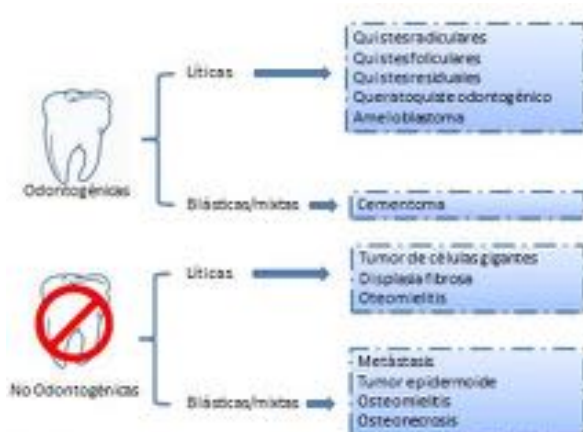 Quistes radiculares
Quistes foliculares
Líticas
Quistes residuales
Queratoquiste odontogénico
Ameloblastoma
Odontogénicas
Blásticas/mixtas
Cementoma
Tumor de células gigantes
Líticas
Displasia fibrosa
Oteomielitis
Metástasis
No Odontogénicas
Tumor epidermoide
Blásticas/mixtas
Osteomielitis
Osteonecrosis